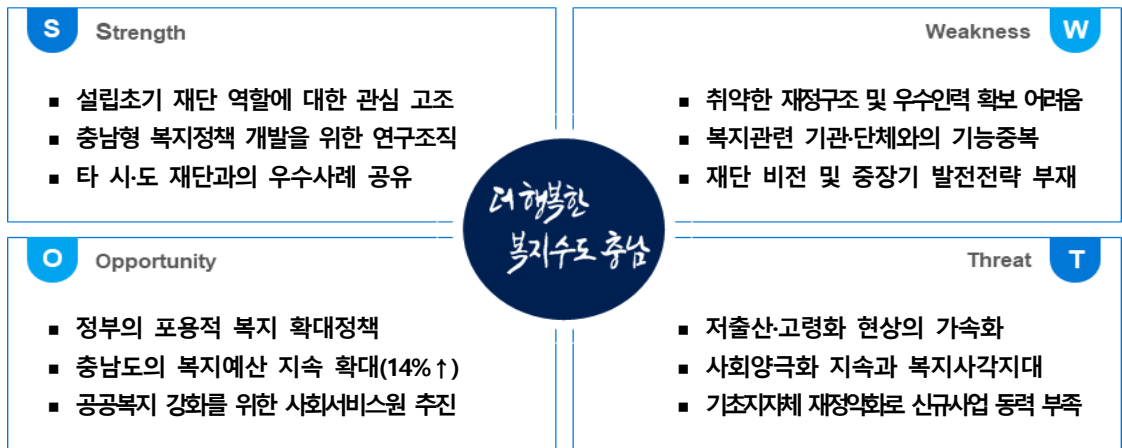 S Strength
■ 설립초기 재단 역할에 대한 관심 고조
■ 충남형 복지정책 개발을 위한 연구조직
■ 타 시·도 재단과의 우수사례 공유
Weakness W
■ 취약한 재정구조 및 우수인력 확보 어려움
■ 복지관련 기관·단체와의 기능중복
■ 재단 비전 및 중장기 발전전략 부재
더 행복한
복지수도 충남
O Opportunity
■ 정부의 포용적 복지 확대정책
■ 충남도의 복지예산 지속 확대(14%↑)
■ 공공복지 강화를 위한 사회서비스원 추진
Threat T
■ 저출산·고령화 현상의 가속화
■ 사회양극화 지속과 복지사각지대
■ 기초지자체 재정악화로 신규사업 동력 부족